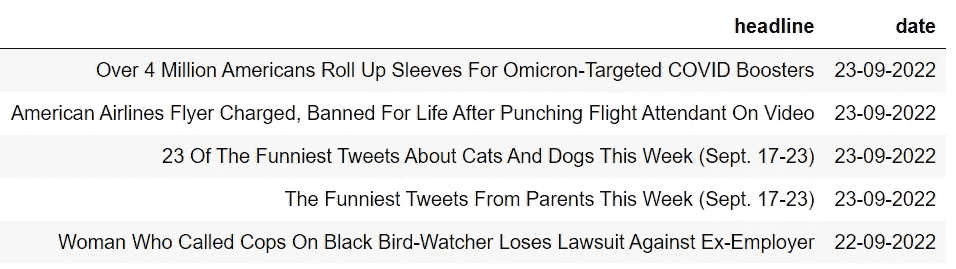 headline date
Over 4 Million Americans Roll Up Sleeves For Omicron-Targeted COVID Boosters 23-09-2022
American Airlines Flyer Charged, Banned For Life After Punching Flight Attendant On Video 23-09-2022
23 Of The Funniest Tweets About Cats And Dogs This Week (Sept. 17-23) 23-09-2022
The Funniest Tweets From Parents This Week (Sept. 17-23) 23-09-2022
Woman Who Called Cops On Black Bird-Watcher Loses Lawsuit Against Ex-Employer 22-09-2022